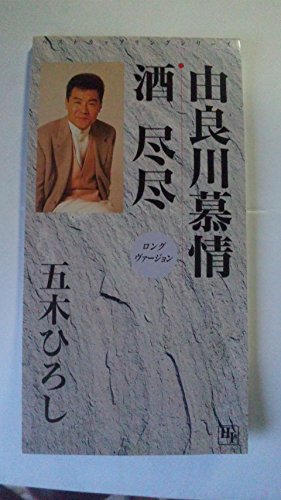 由良川慕情
酒 尽尽
ロング
ヴァージョン
五木ひろし